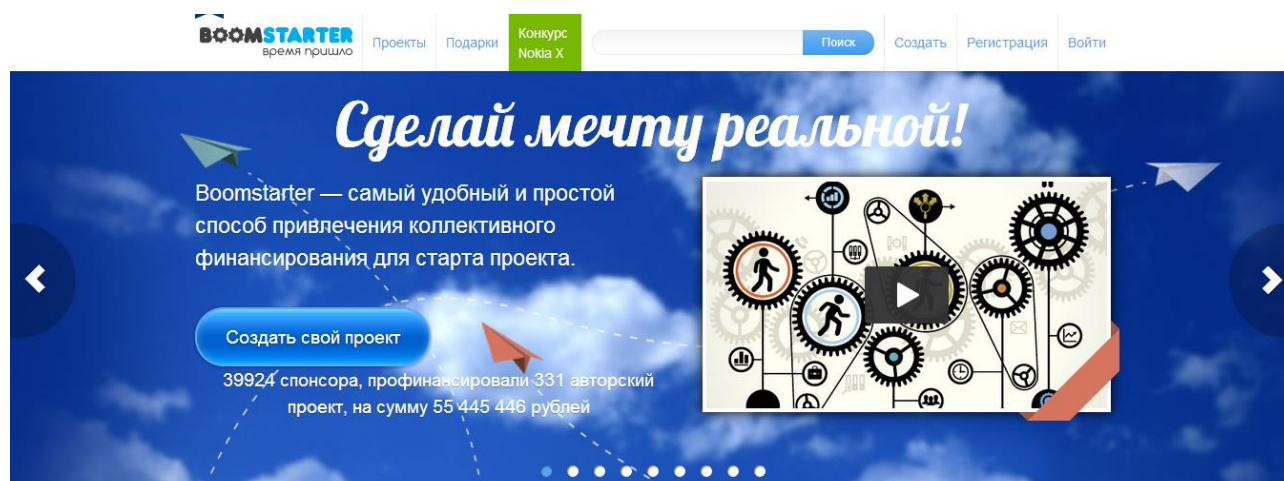 BOOMSTARTER
время пришло
Проекты
Подарки
Конкурс
Nokia X
Поиск
Создать
Регистрация
Войти
Сделай мечту реальной!
Boomstarter — самый удобный и простой
способ привлечения коллективного
финансирования для старта проекта.
Создать свой проект
39924 спонсора, профинансировали 331 авторский
проект, на сумму 55 445 446 рублей